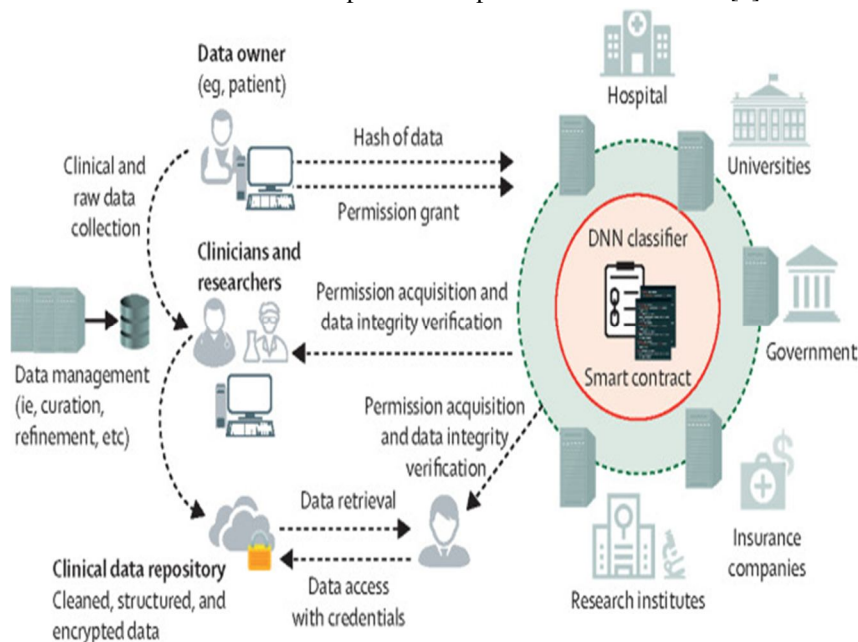 Data owner
(eg, patient)
Clinical and
raw data
collection
Hash of data
Permission grant
Hospital
Universities
Clinicians and
researchers
Permission acquisition and
data integrity verification
DNN classifier
Smart contract
Government
Data management
(ie, curation,
refinement, etc)
Permission acquisition
and data integrity
verification
Data retrieval
Data access
with credentials
Clinical data repository
Cleaned, structured, and
encrypted data
Research institutes
Insurance
companies